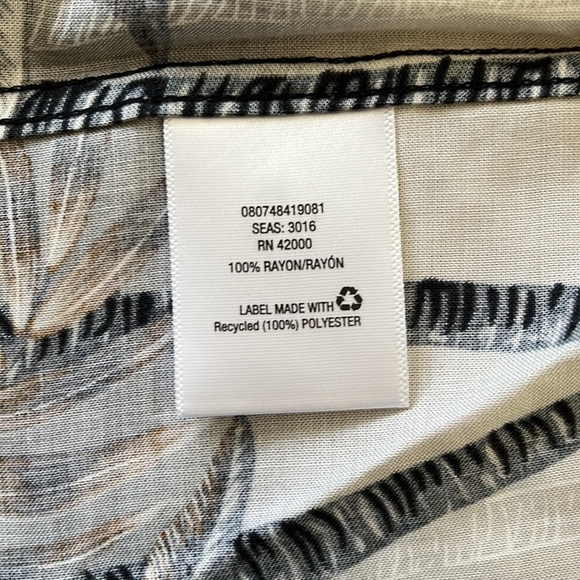 080748419081
SEAS: 3016
RN 42000
100% RAYON/RAYÓN
LABEL MADE WITH
Recycled (100%) POLYESTER